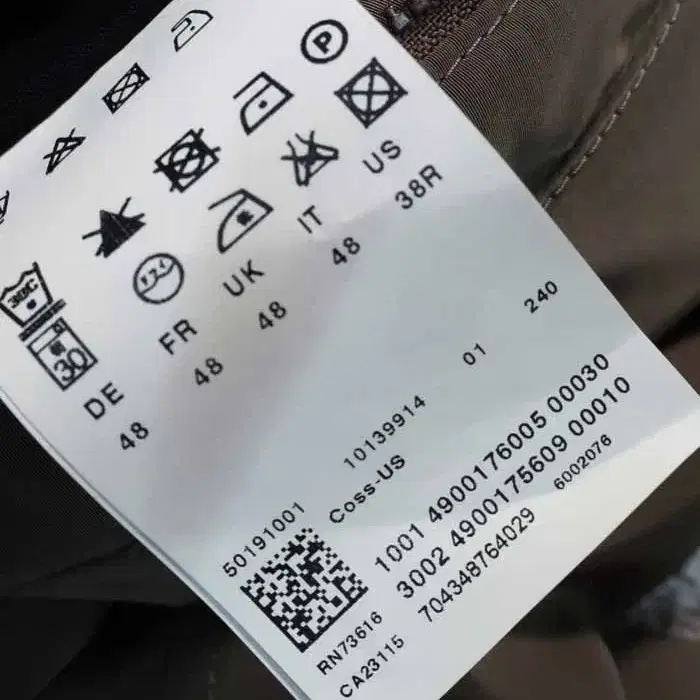 P
30°C
30
DE FR UK IT US
48 48 48 48 38R
50191001 10139914 01 240
Coss-US
1001 4900176005 00030
3002 4900175609 00010
704348764029 6002076
RN73616
CA23115